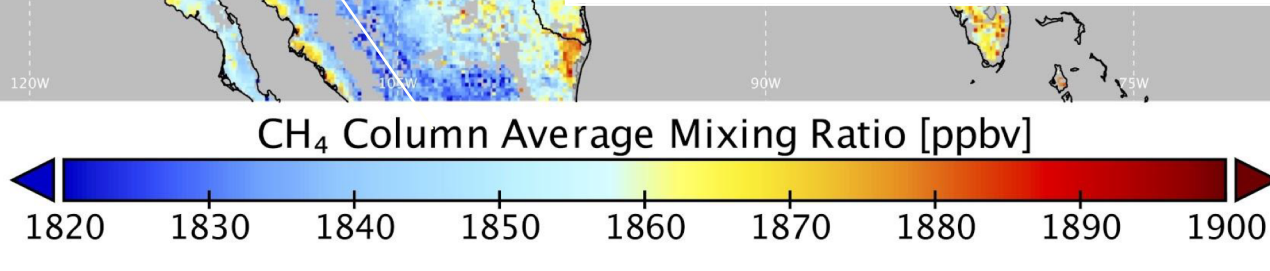 120W 105W 90W 75W
CH₄ Column Average Mixing Ratio [ppbv]
1820 1830 1840 1850 1860 1870 1880 1890 1900